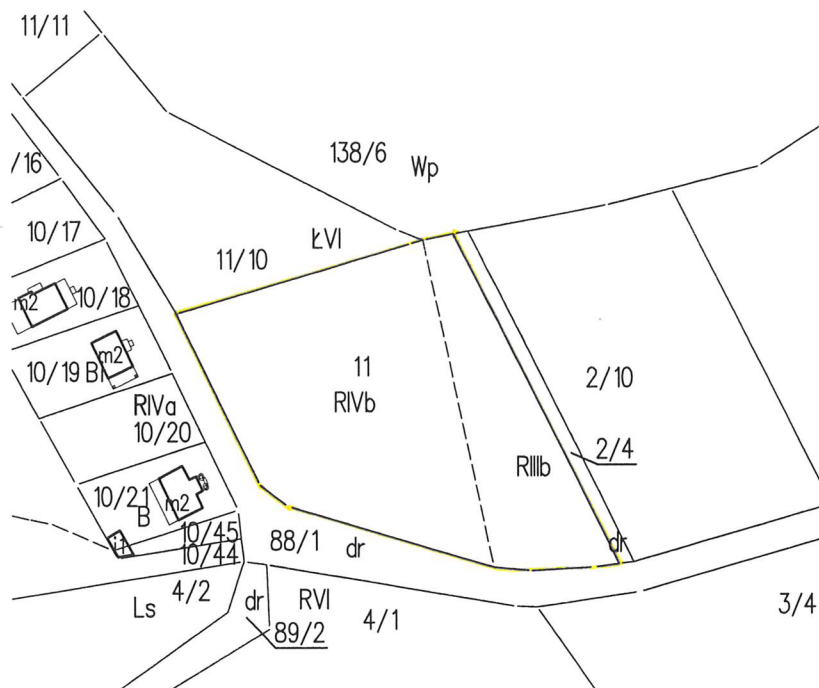 11/11
138/6 Wp
/16
10/17
ŁVI
11/10
m2
10/18
m2
10/19 BI
11
RIVb
2/10
RIVa
10/20
RIIIb
2/4
10/21
B
m2
10/45
10/44
88/1 dr
dr
4/2
Ls
dr
RVI
89/2
4/1
3/4